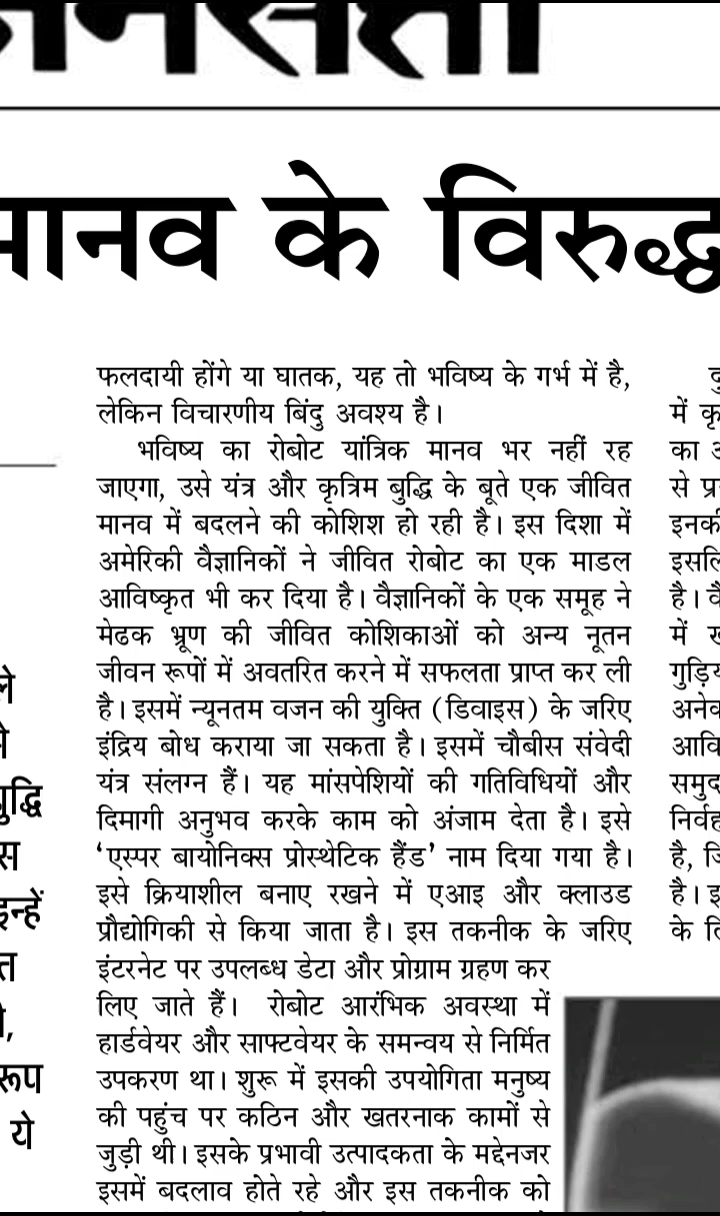 जनसत्ता
मानव के विरुद्ध
फलदायी होंगे या घातक, यह तो भविष्य के गर्भ में है,
लेकिन विचारणीय बिंदु अवश्य है।
भविष्य का रोबोट यांत्रिक मानव भर नहीं रह
जाएगा, उसे यंत्र और कृत्रिम बुद्धि के बूते एक जीवित
मानव में बदलने की कोशिश हो रही है। इस दिशा में
अमेरिकी वैज्ञानिकों ने जीवित रोबोट का एक माडल
आविष्कृत भी कर दिया है। वैज्ञानिकों के एक समूह ने
मेढक भ्रूण की जीवित कोशिकाओं को अन्य नूतन
जीवन रूपों में अवतरित करने में सफलता प्राप्त कर ली
है। इसमें न्यूनतम वजन की युक्ति (डिवाइस) के जरिए
इंद्रिय बोध कराया जा सकता है। इसमें चौबीस संवेदी
यंत्र संलग्न हैं। यह मांसपेशियों की गतिविधियों और
दिमागी अनुभव करके काम को अंजाम देता है। इसे
‘एस्पर बायोनिक्स प्रोस्थेटिक हैंड’ नाम दिया गया है।
इसे क्रियाशील बनाए रखने में एआइ और क्लाउड
प्रौद्योगिकी से किया जाता है। इस तकनीक के जरिए
इंटरनेट पर उपलब्ध डेटा और प्रोग्राम ग्रहण कर
लिए जाते हैं। रोबोट आरंभिक अवस्था में
हार्डवेयर और साफ्टवेयर के समन्वय से निर्मित
उपकरण था। शुरू में इसकी उपयोगिता मनुष्य
की पहुंच पर कठिन और खतरनाक कामों से
जुड़ी थी। इसके प्रभावी उत्पादकता के मद्देनजर
इसमें बदलाव होते रहे और इस तकनीक को
बुद्धि
इन्हें
रूप
ये
में
का
से
इनकी
है।
में
है,
है।
के